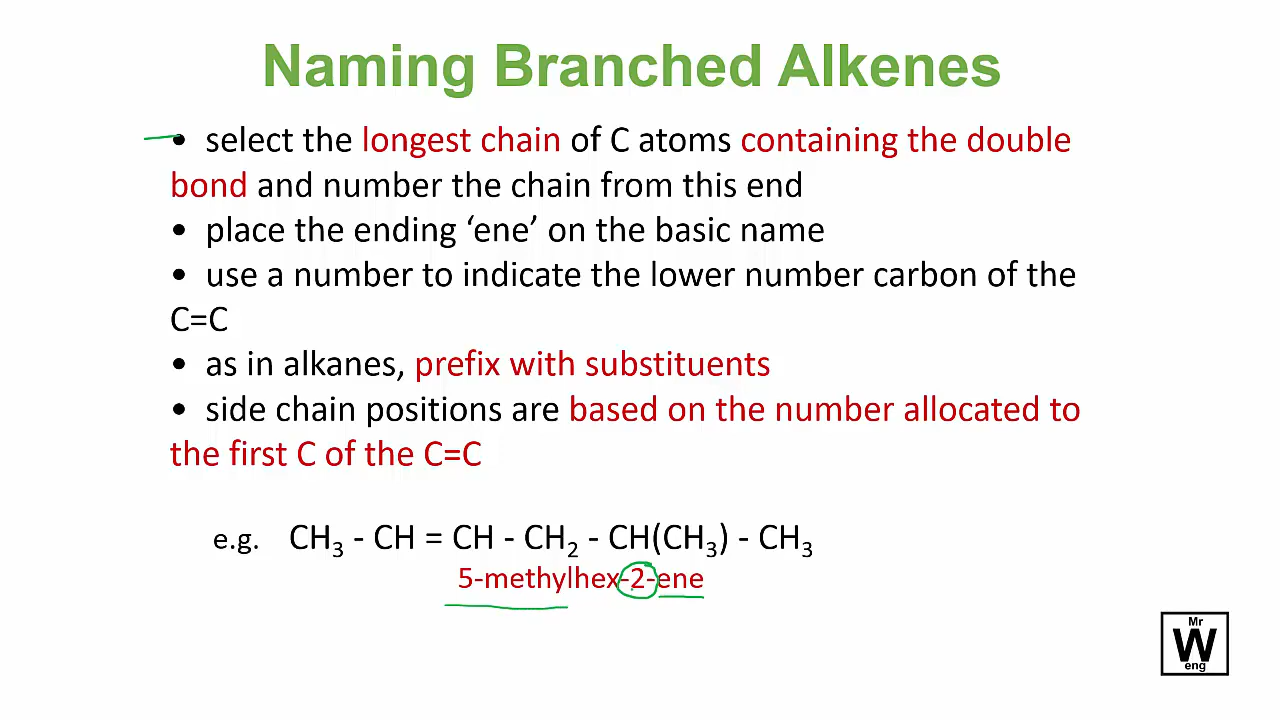 Naming Branched Alkenes
• select the longest chain of C atoms containing the double
bond and number the chain from this end
• place the ending ‘ene’ on the basic name
• use a number to indicate the lower number carbon of the
C=C
• as in alkanes, prefix with substituents
• side chain positions are based on the number allocated to
the first C of the C=C
e.g. CH₃ - CH = CH - CH₂ - CH(CH₃) - CH₃
5-methylhex-2-ene
Mr
W
eng